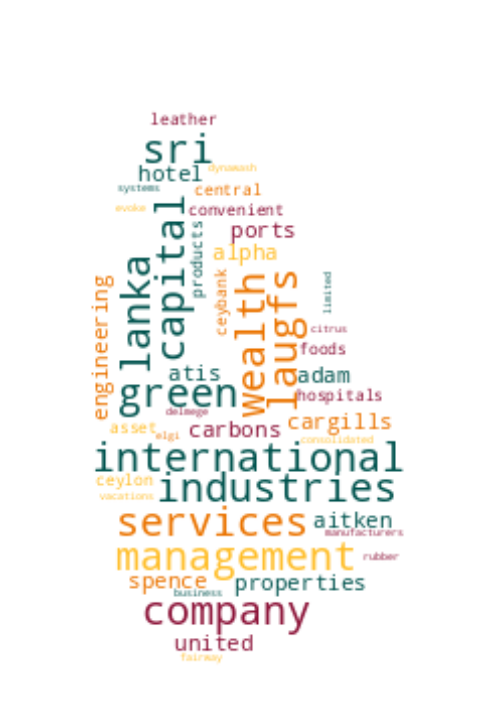 leather
sri
dynawash
hotel
systems
central
evoke
convenient
capital
products
ports
alpha
lanka
ceybank
wealth
laugfs
limited
engineering
citrus
foods
atis
adam
green
hospitals
delmege
cargills
asset
elgi
carbons
consolidated
international
ceylon
industries
vacations
services
aitken
manufacturers
management
rubber
spence
properties
business
company
united
fairway